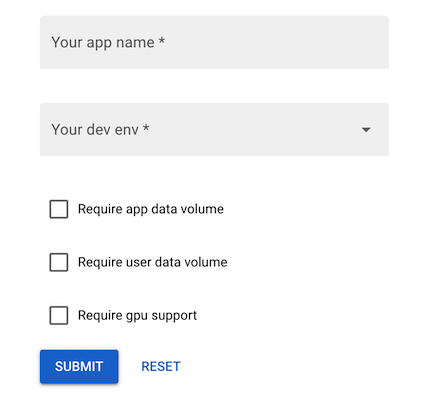 Your app name *
Your dev env *
Require app data volume
Require user data volume
Require gpu support
SUBMIT RESET